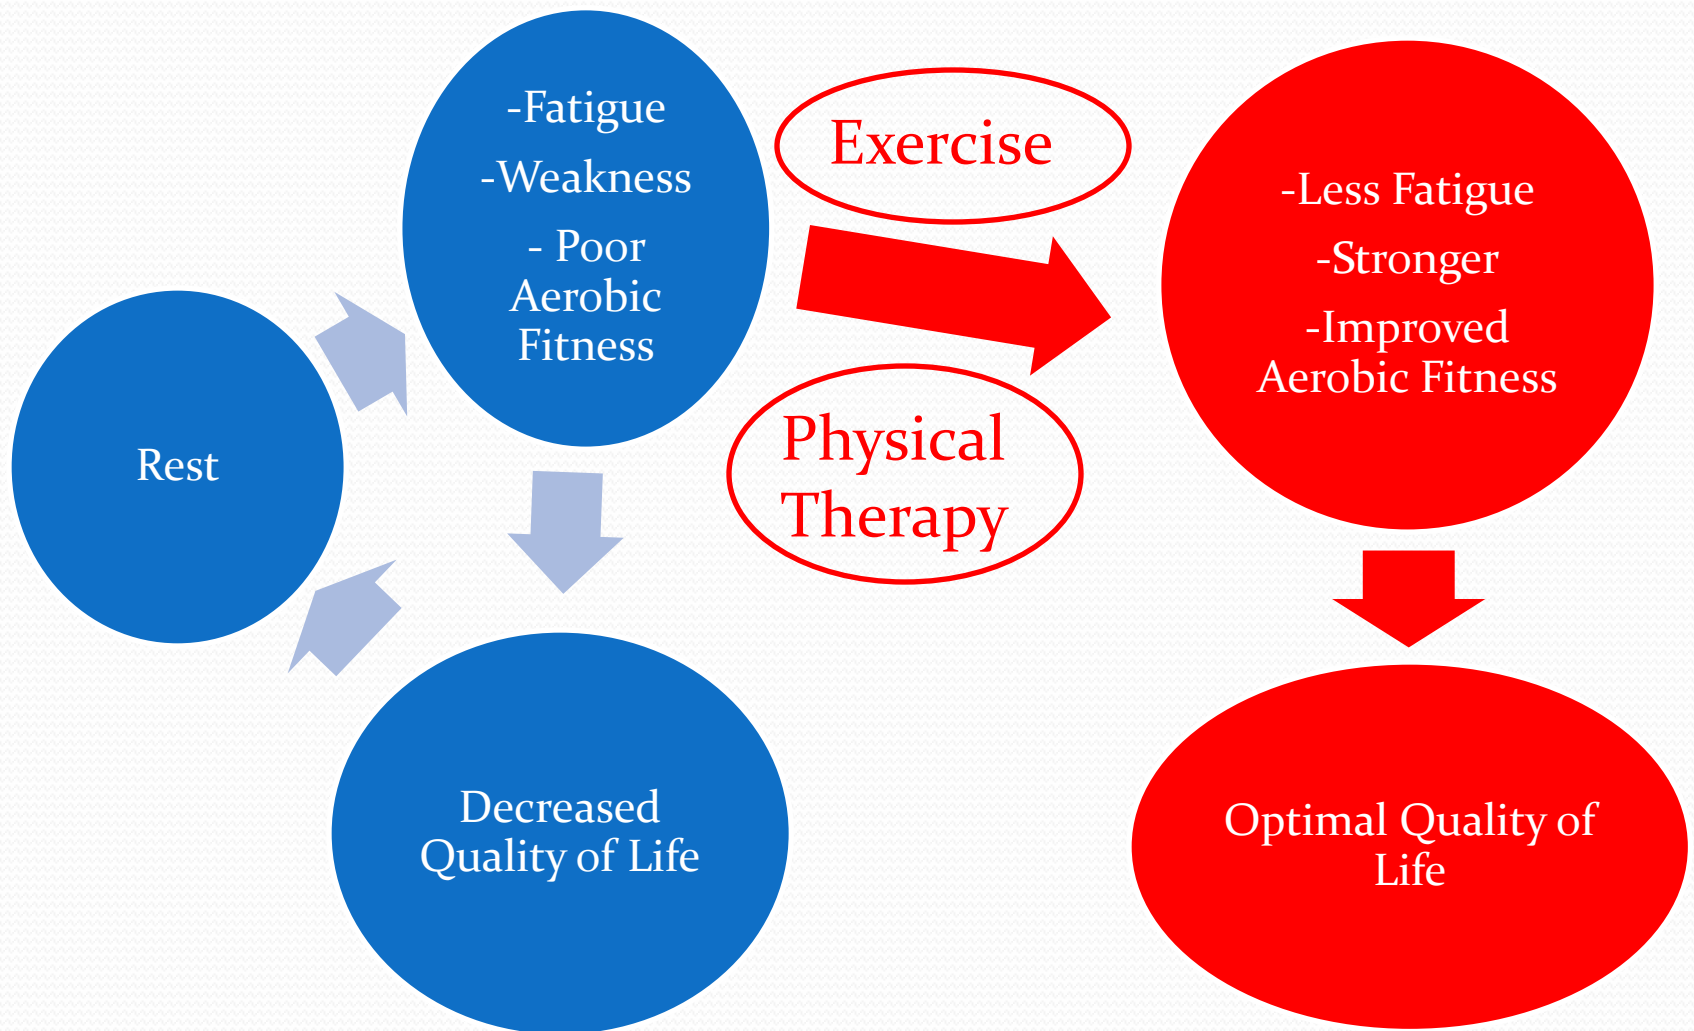 -Fatigue
-Weakness
- Poor
Aerobic
Fitness
Exercise
-Less Fatigue
-Stronger
-Improved
Aerobic Fitness
Rest
Physical
Therapy
Decreased
Quality of Life
Optimal Quality of
Life